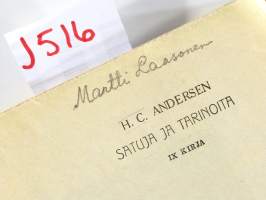 J516
Martti Laasonen
H. C. ANDERSEN
SATUJA JA TARINOITA
IX KIRJA